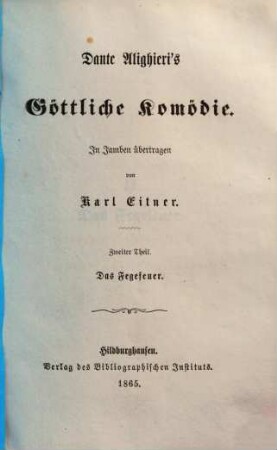 Dante Alighieri's
Göttliche Komödie.
In Jamben übertragen
von
Karl Eitner.
Zweiter Theil.
Das Fegefeuer.
Hildburghausen.
Verlag des Bibliographischen Instituts.
1865.